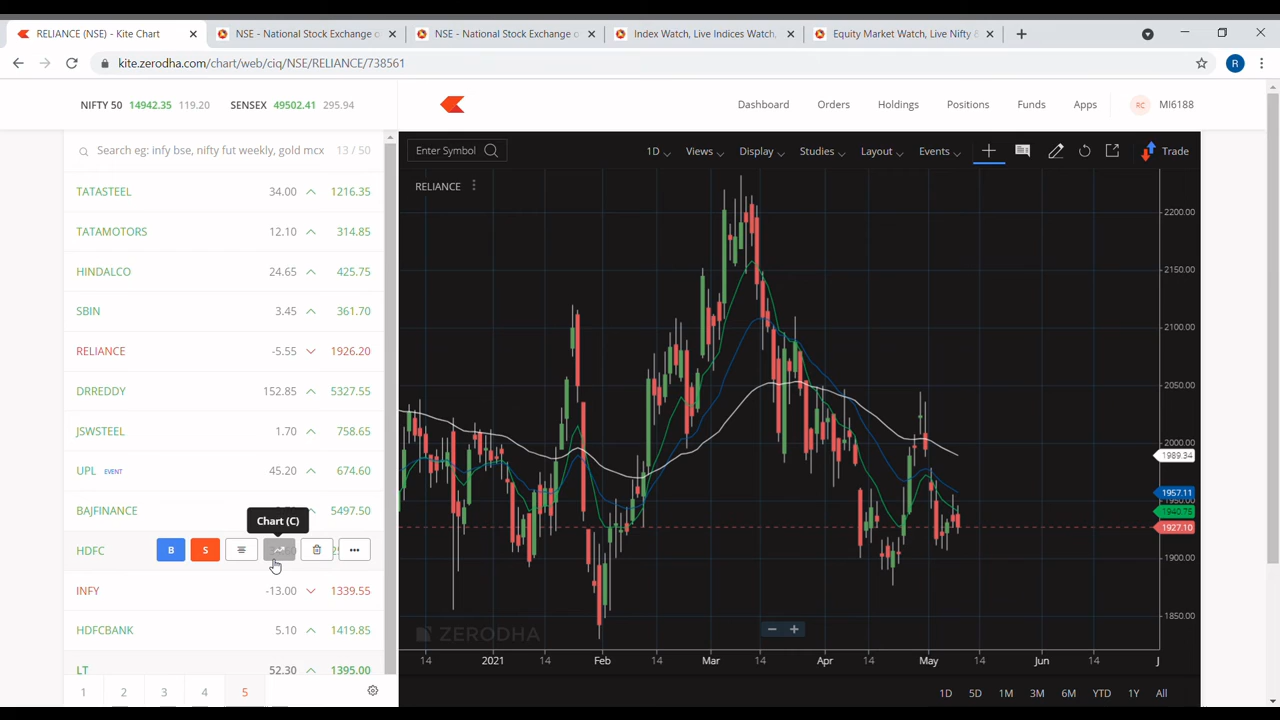 RELIANCE (NSE) - Kite Chart
NSE - National Stock Exchange o
NSE - National Stock Exchange o
Index Watch, Live Indices Watch,
Equity Market Watch, Live Nifty &
kite.zerodha.com/chart/web/ciq/NSE/RELIANCE/738561
R
NIFTY 50 14942.35 119.20 SENSEX 49502.41 295.94
Dashboard Orders Holdings Positions Funds Apps RC MI6188
Search eg: infy bse, nifty fut weekly, gold mcx 13 / 50
TATASTEEL 34.00 1216.35
TATAMOTORS 12.10 314.85
HINDALCO 24.65 425.75
SBIN 3.45 361.70
RELIANCE -5.55 1926.20
DRREDDY 152.85 5327.55
JSWSTEEL 1.70 758.65
UPL EVENT 45.20 674.60
BAJFINANCE 5497.50
Chart (C)
HDFC B S
INFY -13.00 1339.55
HDFCBANK 5.10 1419.85
LT 52.30 1395.00
1 2 3 4 5
Enter Symbol 1D Views Display Studies Layout Events Trade
RELIANCE
2200.00
2150.00
2100.00
2050.00
2000.00
1989.34
1957.11
1940.75
1927.10
1900.00
1850.00
ZERODHA
14 2021 14 Feb 14 Mar 14 Apr 14 May 14 Jun 14 J
1D 5D 1M 3M 6M YTD 1Y All